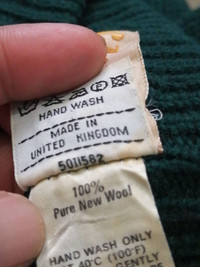 HAND WASH
MADE IN
UNITED KINGDOM
5011582
100%
Pure New Wool
HAND WASH ONLY
40°C (100°F)
GENTLY